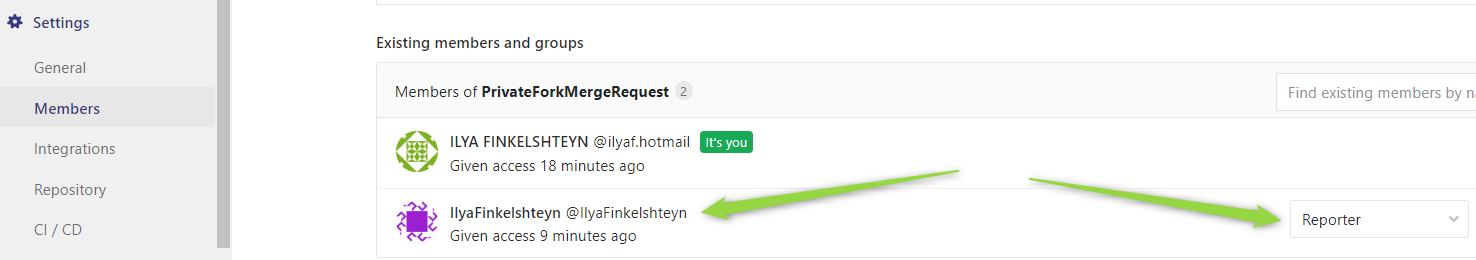 Settings
General
Members
Integrations
Repository
CI / CD
Existing members and groups
Members of PrivateForkMergeRequest 2
Find existing members by
ILYA FINKELSHTEYN @ilyaf.hotmail It's you
Given access 18 minutes ago
IlyaFinkelshteyn @IlyaFinkelshteyn
Given access 9 minutes ago
Reporter